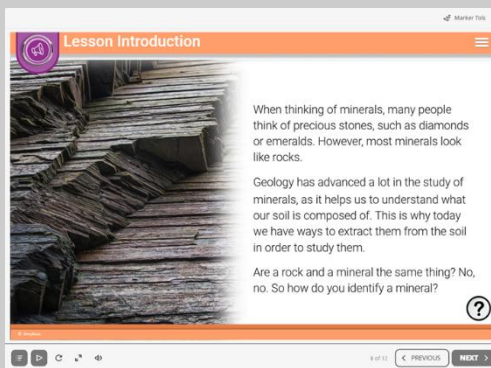 Marker Tols
Lesson Introduction
When thinking of minerals, many people
think of precious stones, such as diamonds
or emeralds. However, most minerals look
like rocks.
Geology has advanced a lot in the study of
minerals, as it helps us to understand what
our soil is composed of. This is why today
we have ways to extract them from the soil
in order to study them.
Are a rock and a mineral the same thing? No,
no. So how do you identify a mineral?
?
PREVIOUS
NEXT